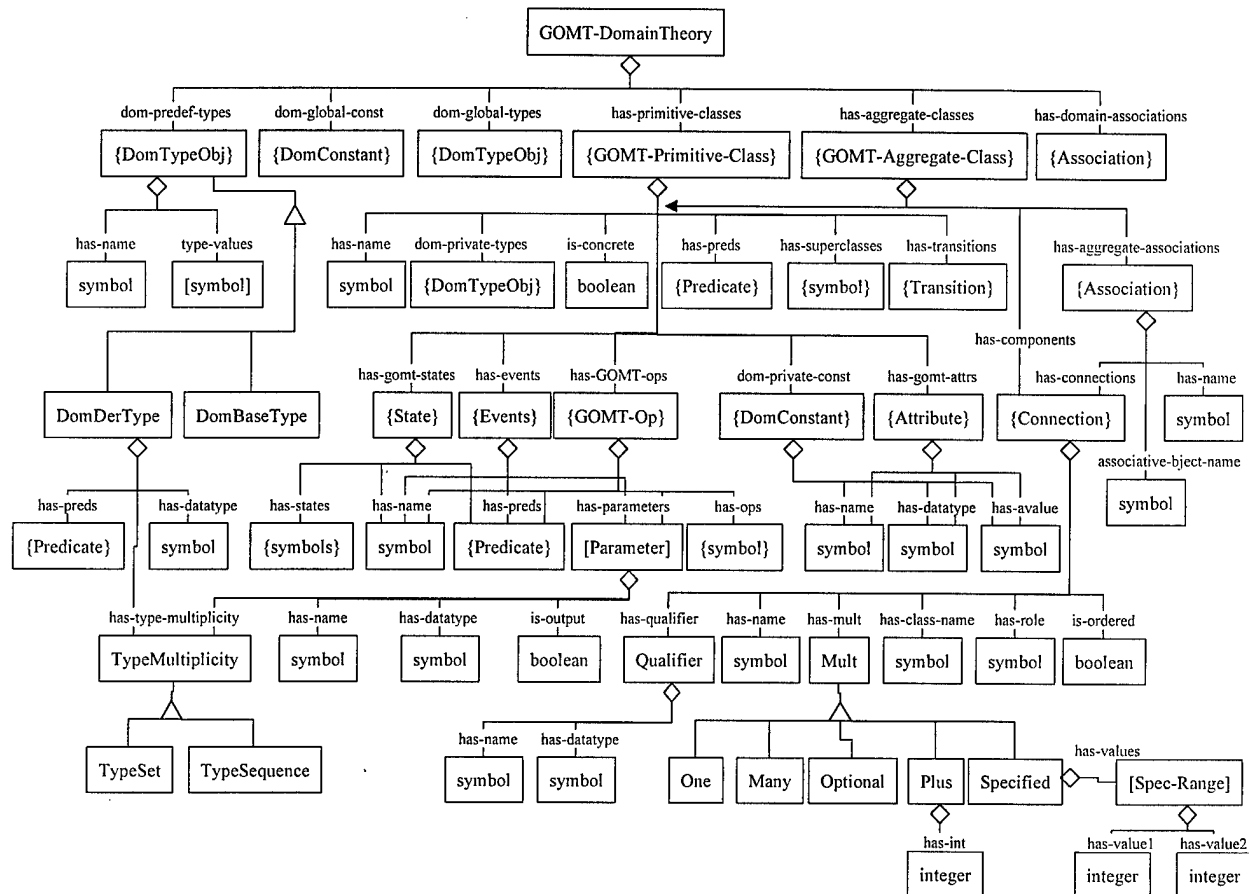 GOMT-DomainTheory
dom-predef-types dom-global-const dom-global-types has-primitive-classes has-aggregate-classes has-domain-associations
{DomTypeObj} {DomConstant} {DomTypeObj} {GOMT-Primitive-Class} {GOMT-Aggregate-Class} {Association}
has-name type-values has-name dom-private-types is-concrete has-preds has-superclasses has-transitions has-aggregate-associations
symbol [symbol] symbol {DomTypeObj} boolean {Predicate} {symbol} {Transition} {Association}
has-components
has-gomt-states has-events has-GOMT-ops dom-private-const has-gomt-attrs has-connections has-name
DomDerType DomBaseType {State} {Events} {GOMT-Op} {DomConstant} {Attribute} {Connection} symbol
associative-bject-name
has-preds has-datatype has-states has-name has-preds has-parameters has-ops has-name has-datatype has-avalue symbol
{Predicate} symbol {symbols} symbol {Predicate} [Parameter] {symbol} symbol symbol symbol
has-type-multiplicity has-name has-datatype is-output has-qualifier has-name has-mult has-class-name has-role is-ordered
TypeMultiplicity symbol symbol boolean Qualifier symbol Mult symbol symbol boolean
has-name has-datatype has-values
TypeSet TypeSequence symbol symbol One Many Optional Plus Specified [Spec-Range]
has-int has-value1 has-value2
integer integer integer